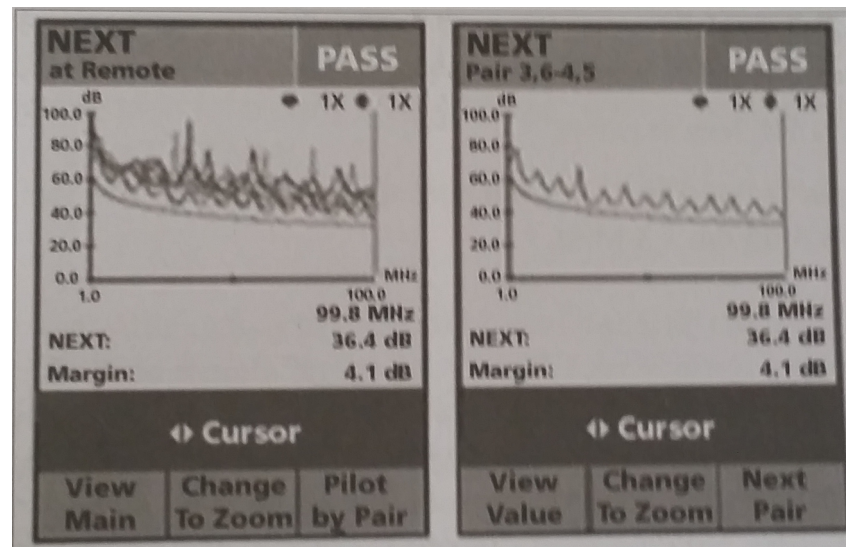 NEXT
at Remote
PASS
dB
1X 1X
100.0
80.0
60.0
40.0
20.0
0.0
MHz
1.0
100.0
99.8 MHz
NEXT: 36.4 dB
Margin: 4.1 dB
Cursor
View Main
Change To Zoom
Pilot by Pair
NEXT
Pair 3,6-4,5
PASS
dB
1X 1X
100.0
80.0
60.0
40.0
20.0
0.0
MHz
1.0
100.0
99.8 MHz
NEXT: 36.4 dB
Margin: 4.1 dB
Cursor
View Value
Change To Zoom
Next Pair